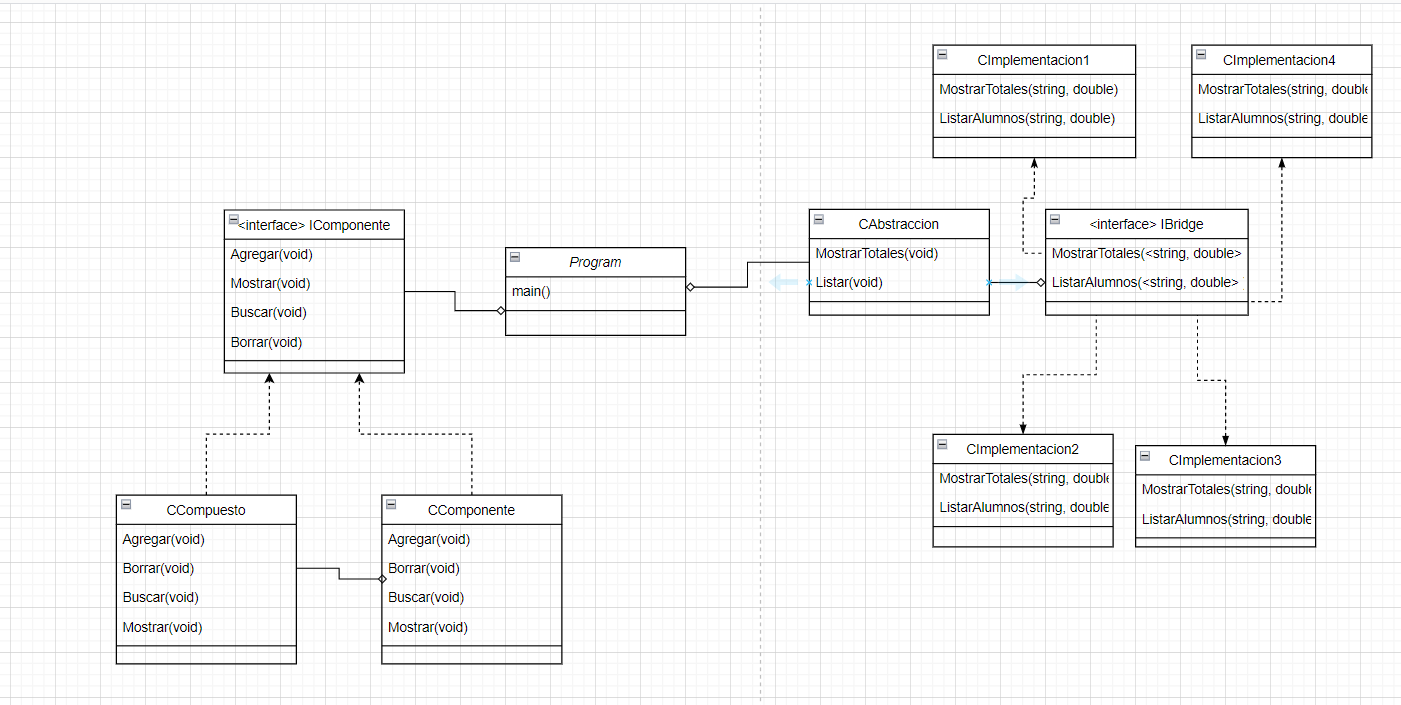 CImplementacion1
MostrarTotales(string, double)
ListarAlumnos(string, double)
CImplementacion4
MostrarTotales(string, double
ListarAlumnos(string, double
<interface> IComponente
Agregar(void)
Mostrar(void)
Buscar(void)
Borrar(void)
Program
main()
CAbstraccion
MostrarTotales(void)
Listar(void)
<interface> IBridge
MostrarTotales(<string, double>
ListarAlumnos(<string, double>
CImplementacion2
MostrarTotales(string, double
ListarAlumnos(string, double
CImplementacion3
MostrarTotales(string, double
ListarAlumnos(string, double
CCompuesto
Agregar(void)
Borrar(void)
Buscar(void)
Mostrar(void)
CComponente
Agregar(void)
Borrar(void)
Buscar(void)
Mostrar(void)